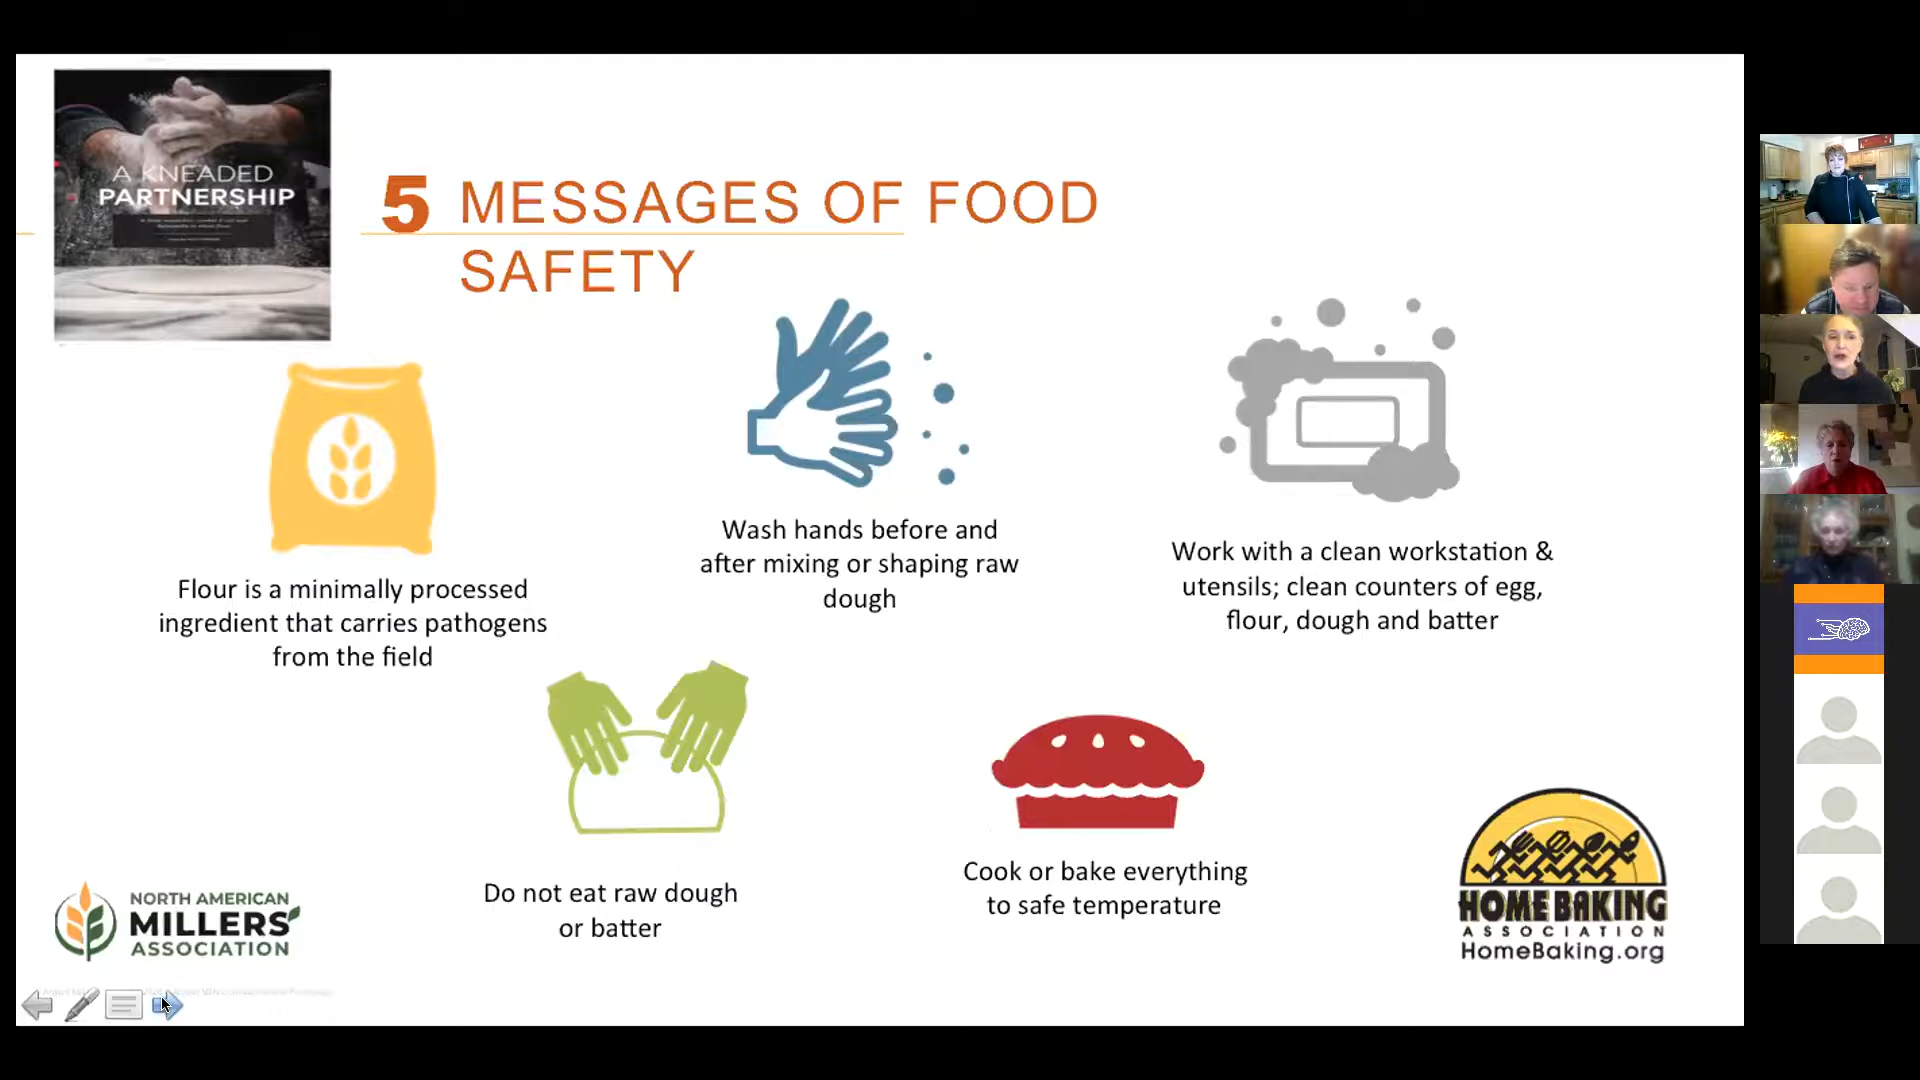 A KNEADED
PARTNERSHIP
5 MESSAGES OF FOOD
SAFETY
Flour is a minimally processed
ingredient that carries pathogens
from the field
Wash hands before and
after mixing or shaping raw
dough
Work with a clean workstation &
utensils; clean counters of egg,
flour, dough and batter
Do not eat raw dough
or batter
Cook or bake everything
to safe temperature
NORTH AMERICAN
MILLERS'
ASSOCIATION
HOME BAKING
ASSOCIATION
HomeBaking.org